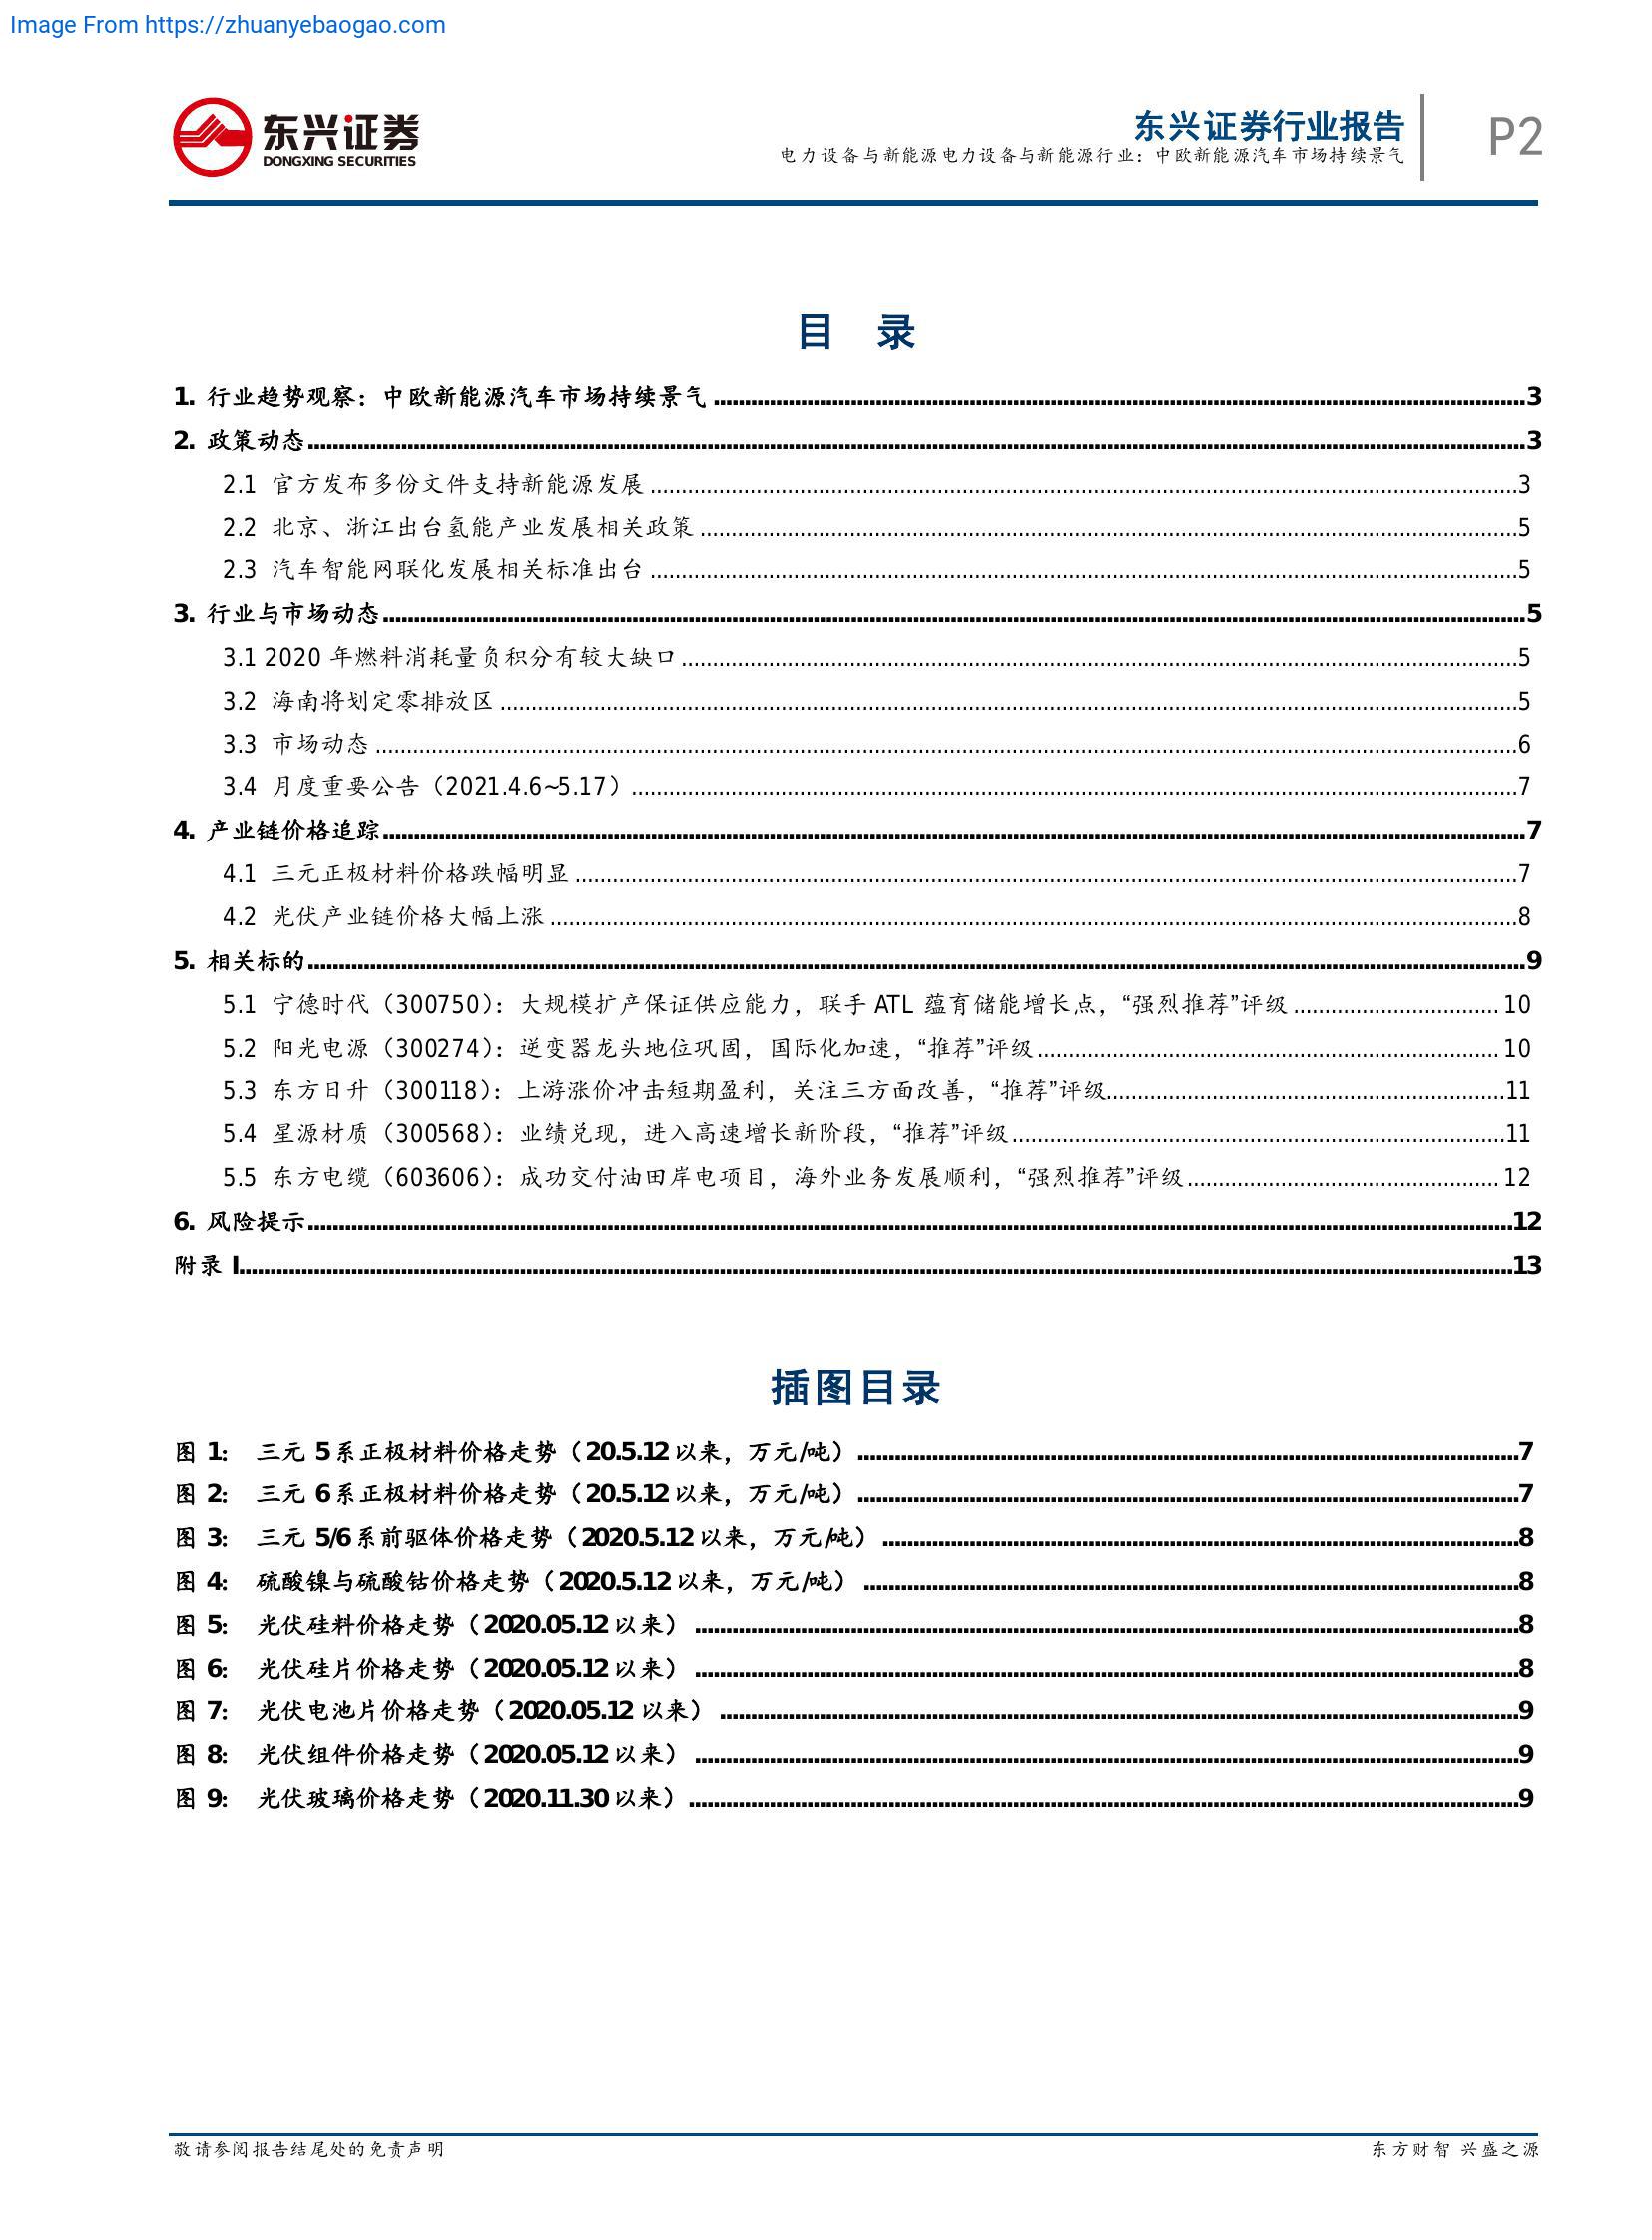 Image From https://zhuanyebaogao.com
东兴证券
DONGXING SECURITIES
东兴证券行业报告
电力设备与新能源电力设备与新能源行业：中欧新能源汽车市场持续景气
P2
目 录
1. 行业趋势观察：中欧新能源汽车市场持续景气 ........ 3
2. 政策动态 ........ 3
2.1 官方发布多份文件支持新能源发展 ........ 3
2.2 北京、浙江出台氢能产业发展相关政策 ........ 5
2.3 汽车智能网联化发展相关标准出台 ........ 5
3. 行业与市场动态 ........ 5
3.1 2020 年燃料消耗量负积分有较大缺口 ........ 5
3.2 海南将划定零排放区 ........ 5
3.3 市场动态 ........ 6
3.4 月度重要公告（2021.4.6~5.17） ........ 7
4. 产业链价格追踪 ........ 7
4.1 三元正极材料价格跌幅明显 ........ 7
4.2 光伏产业链价格大幅上涨 ........ 8
5. 相关标的 ........ 9
5.1 宁德时代（300750）：大规模扩产保证供应能力，联手 ATL 蕴育储能增长点，“强烈推荐”评级 ........ 10
5.2 阳光电源（300274）：逆变器龙头地位巩固，国际化加速，“推荐”评级 ........ 10
5.3 东方日升（300118）：上游涨价冲击短期盈利，关注三方面改善，“推荐”评级 ........ 11
5.4 星源材质（300568）：业绩兑现，进入高速增长新阶段，“推荐”评级 ........ 11
5.5 东方电缆（603606）：成功交付油田岸电项目，海外业务发展顺利，“强烈推荐”评级 ........ 12
6. 风险提示 ........ 12
附录 I ........ 13
插图目录
图 1： 三元 5 系正极材料价格走势（20.5.12 以来，万元/吨） ........ 7
图 2： 三元 6 系正极材料价格走势（20.5.12 以来，万元/吨） ........ 7
图 3： 三元 5/6 系前驱体价格走势（2020.5.12 以来，万元/吨） ........ 8
图 4： 硫酸镍与硫酸钴价格走势（2020.5.12 以来，万元/吨） ........ 8
图 5： 光伏硅料价格走势（2020.05.12 以来） ........ 8
图 6： 光伏硅片价格走势（2020.05.12 以来） ........ 8
图 7： 光伏电池片价格走势（2020.05.12 以来） ........ 9
图 8： 光伏组件价格走势（2020.05.12 以来） ........ 9
图 9： 光伏玻璃价格走势（2020.11.30 以来） ........ 9
敬请参阅报告结尾处的免责声明
东方财智 兴盛之源